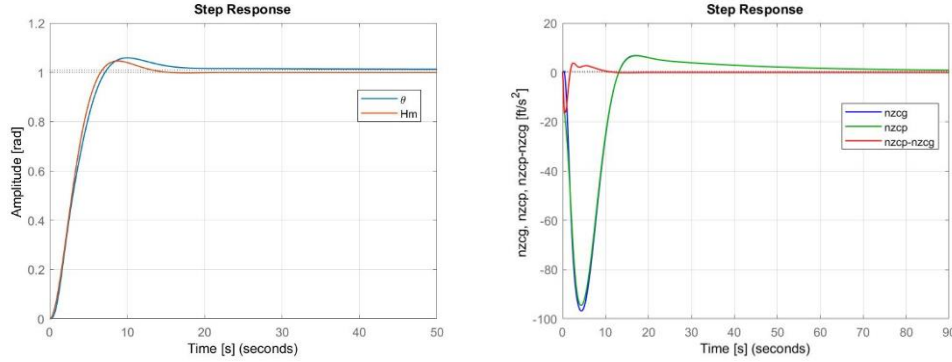 Step Response
Amplitude [rad]
1.2
1
0.8
0.6
0.4
0.2
0
θ
Hm
0
10
20
30
40
50
Time [s] (seconds)
Step Response
nzcg, nzcp, nzcp-nzcg [ft/s²]
20
0
-20
-40
-60
-80
-100
nzcg
nzcp
nzcp-nzcg
0
10
20
30
40
50
60
70
80
90
Time [s] (seconds)